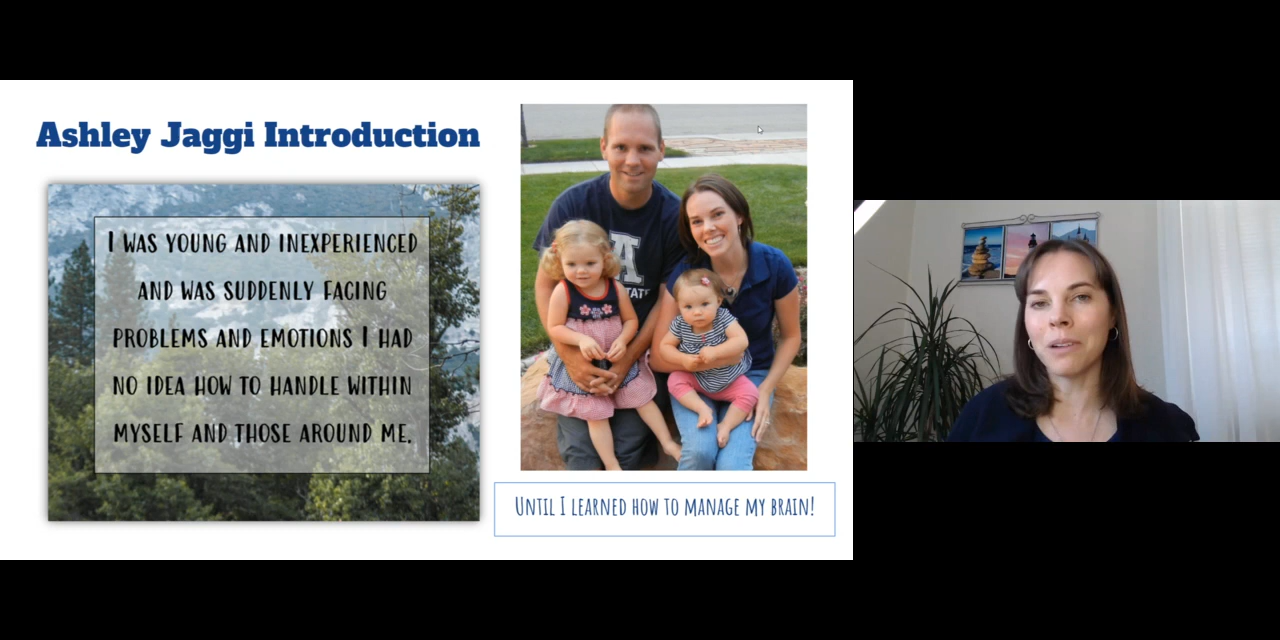 Ashley Jaggi Introduction
I WAS YOUNG AND INEXPERIENCED
AND WAS SUDDENLY FACING
PROBLEMS AND EMOTIONS I HAD
NO IDEA HOW TO HANDLE WITHIN
MYSELF AND THOSE AROUND ME.
A
STATE
UNTIL I LEARNED HOW TO MANAGE MY BRAIN!